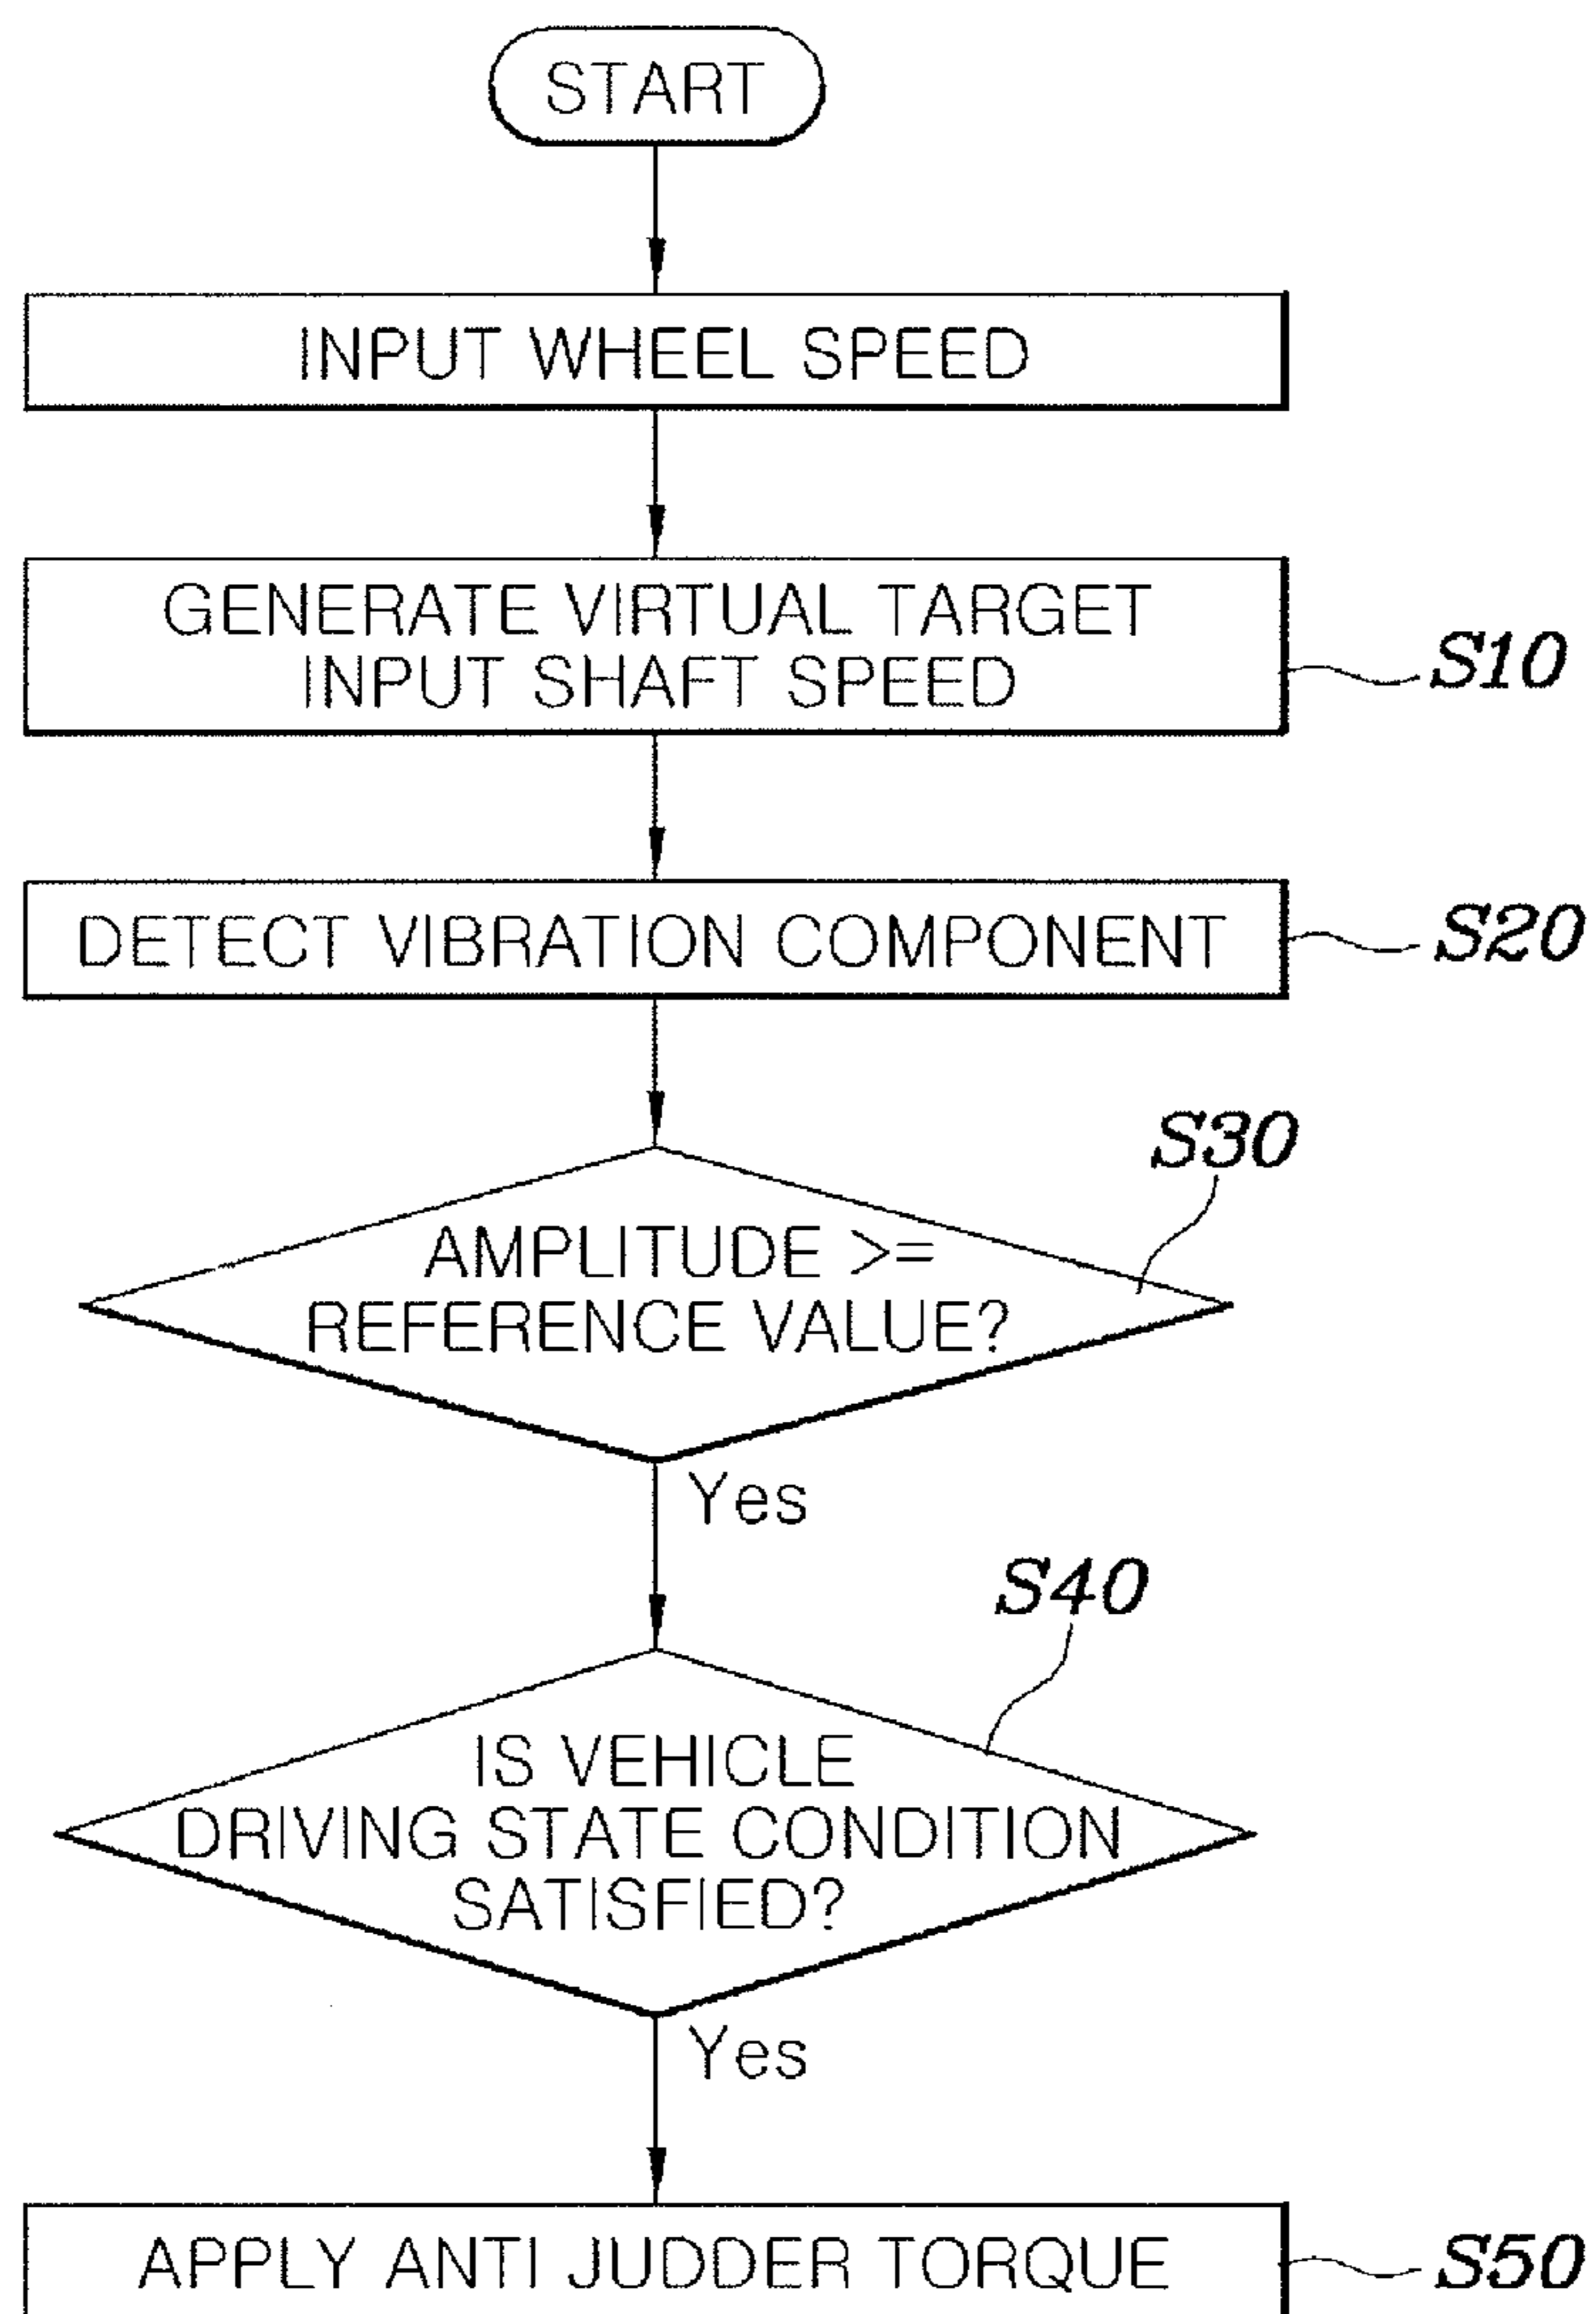 START
INPUT WHEEL SPEED
GENERATE VIRTUAL TARGET
INPUT SHAFT SPEED
S10
DETECT VIBRATION COMPONENT
S20
S30
AMPLITUDE >=
REFERENCE VALUE?
Yes
S40
IS VEHICLE
DRIVING STATE CONDITION
SATISFIED?
Yes
APPLY ANTI JUDDER TORQUE
S50